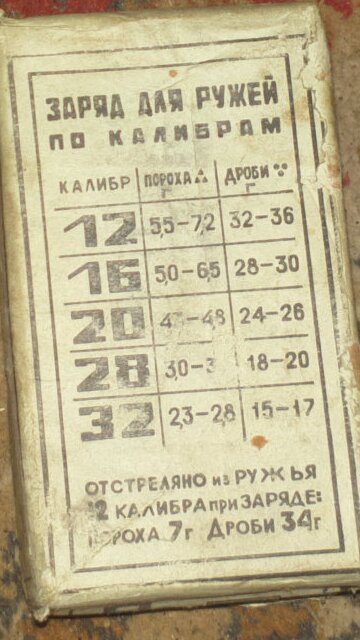 ЗАРЯД ДЛЯ РУЖЕЙ
ПО КАЛИБРАМ
КАЛИБР ПОРОХА Г ДРОБИ Г
12 5,5-7,2 32-36
16 5,0-6,5 28-30
20 24-26
28 18-20
32 2,3-2,8 15-17
ОТСТРЕЛЯНО из РУЖЬЯ
12 КАЛИБРА при ЗАРЯДЕ:
ПОРОХА 7г ДРОБИ 34г